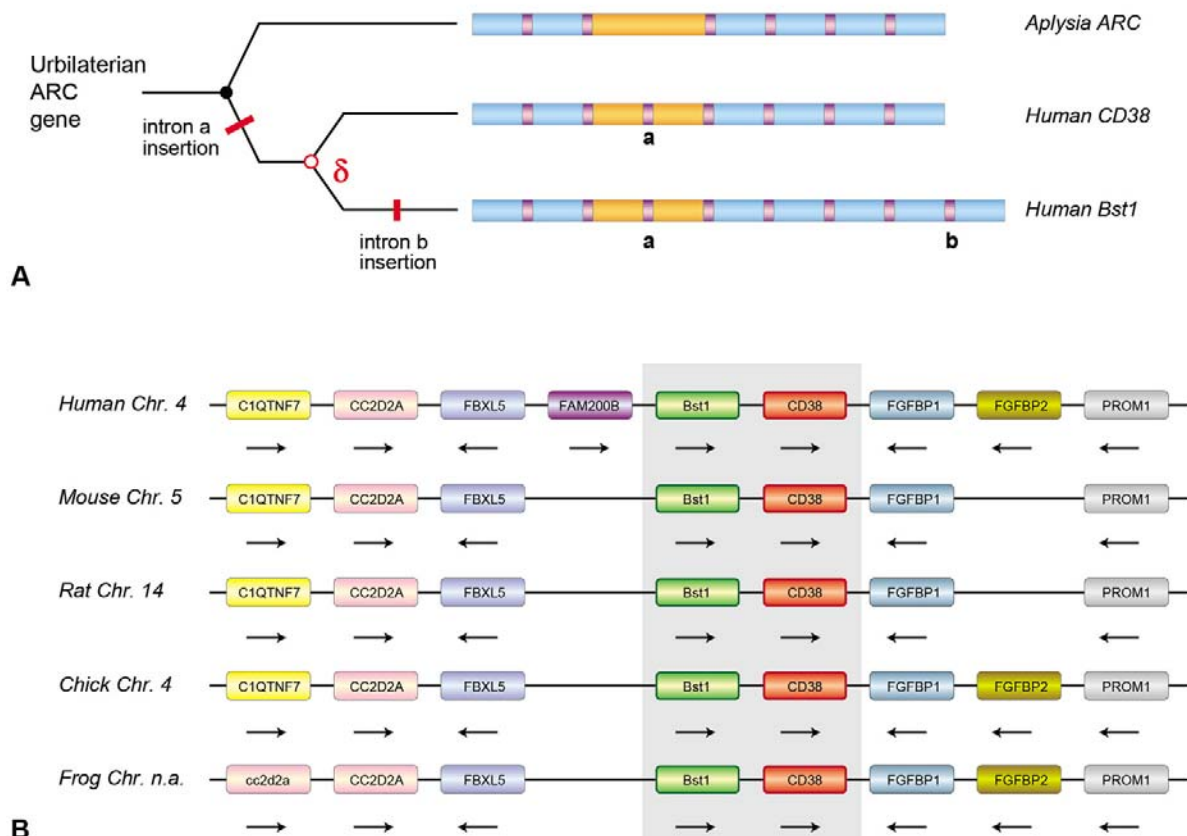 Aplysia ARC
Urbilaterian
ARC
gene
intron a
insertion
Human CD38
a
δ
Human Bst1
intron b
insertion
a b
A
Human Chr. 4 C1QTNF7 CC2D2A FBXL5 FAM200B Bst1 CD38 FGFBP1 FGFBP2 PROM1
Mouse Chr. 5 C1QTNF7 CC2D2A FBXL5 Bst1 CD38 FGFBP1 PROM1
Rat Chr. 14 C1QTNF7 CC2D2A FBXL5 Bst1 CD38 FGFBP1 PROM1
Chick Chr. 4 C1QTNF7 CC2D2A FBXL5 Bst1 CD38 FGFBP1 FGFBP2 PROM1
Frog Chr. n.a. cc2d2a CC2D2A FBXL5 Bst1 CD38 FGFBP1 FGFBP2 PROM1
B